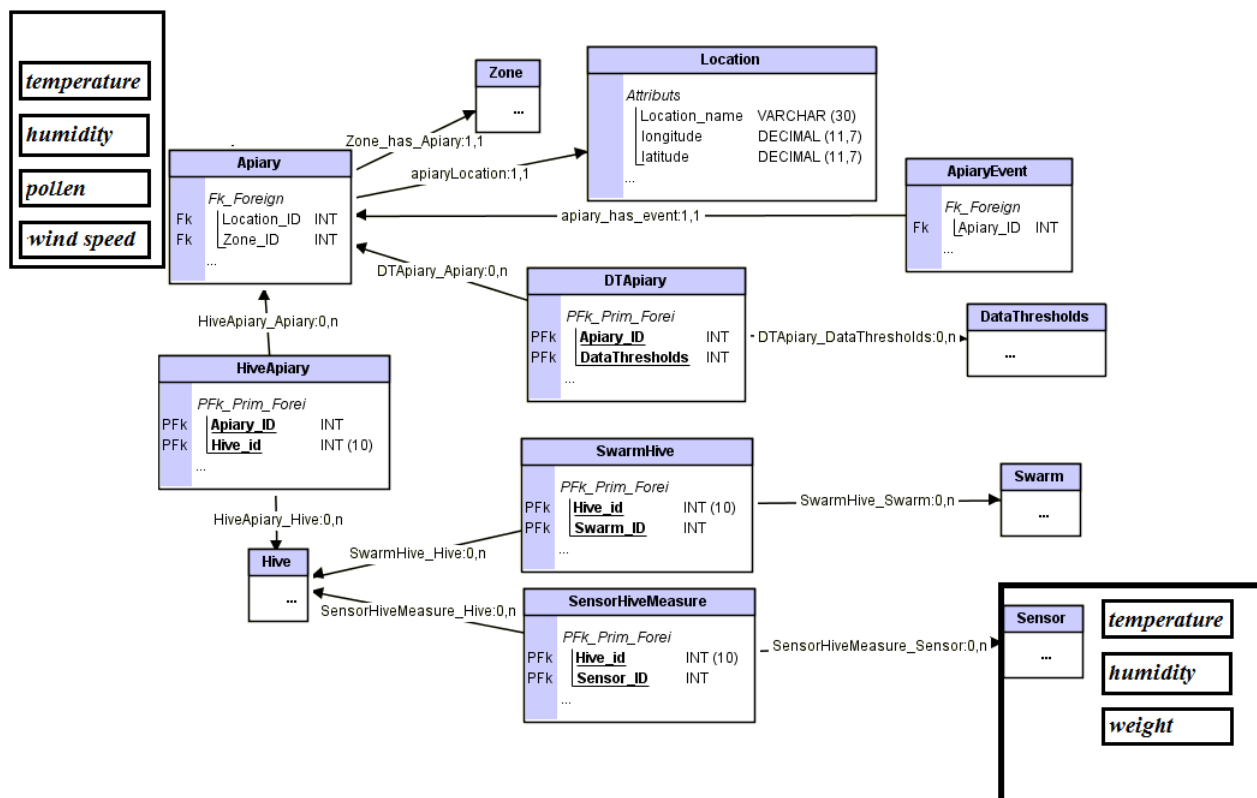 temperature
humidity
pollen
wind speed
Zone
...
Location
Attributs
Location_name VARCHAR (30)
longitude DECIMAL (11,7)
latitude DECIMAL (11,7)
...
Zone_has_Apiary:1,1
apiaryLocation:1,1
Apiary
Fk_Foreign
Fk Location_ID INT
Fk Zone_ID INT
...
apiary_has_event:1,1
ApiaryEvent
Fk_Foreign
Fk Apiary_ID INT
...
DTApiary_Apiary:0,n
DTApiary
PFk_Prim_Forei
PFk Apiary_ID INT
PFk DataThresholds INT
...
DTApiary_DataThresholds:0,n
DataThresholds
...
HiveApiary_Apiary:0,n
HiveApiary
PFk_Prim_Forei
PFk Apiary_ID INT
PFk Hive_id INT (10)
...
HiveApiary_Hive:0,n
SwarmHive
PFk_Prim_Forei
PFk Hive_id INT (10)
PFk Swarm_ID INT
...
SwarmHive_Swarm:0,n
Swarm
...
SwarmHive_Hive:0,n
Hive
...
SensorHiveMeasure_Hive:0,n
SensorHiveMeasure
PFk_Prim_Forei
PFk Hive_id INT (10)
PFk Sensor_ID INT
...
SensorHiveMeasure_Sensor:0,n
Sensor
...
temperature
humidity
weight